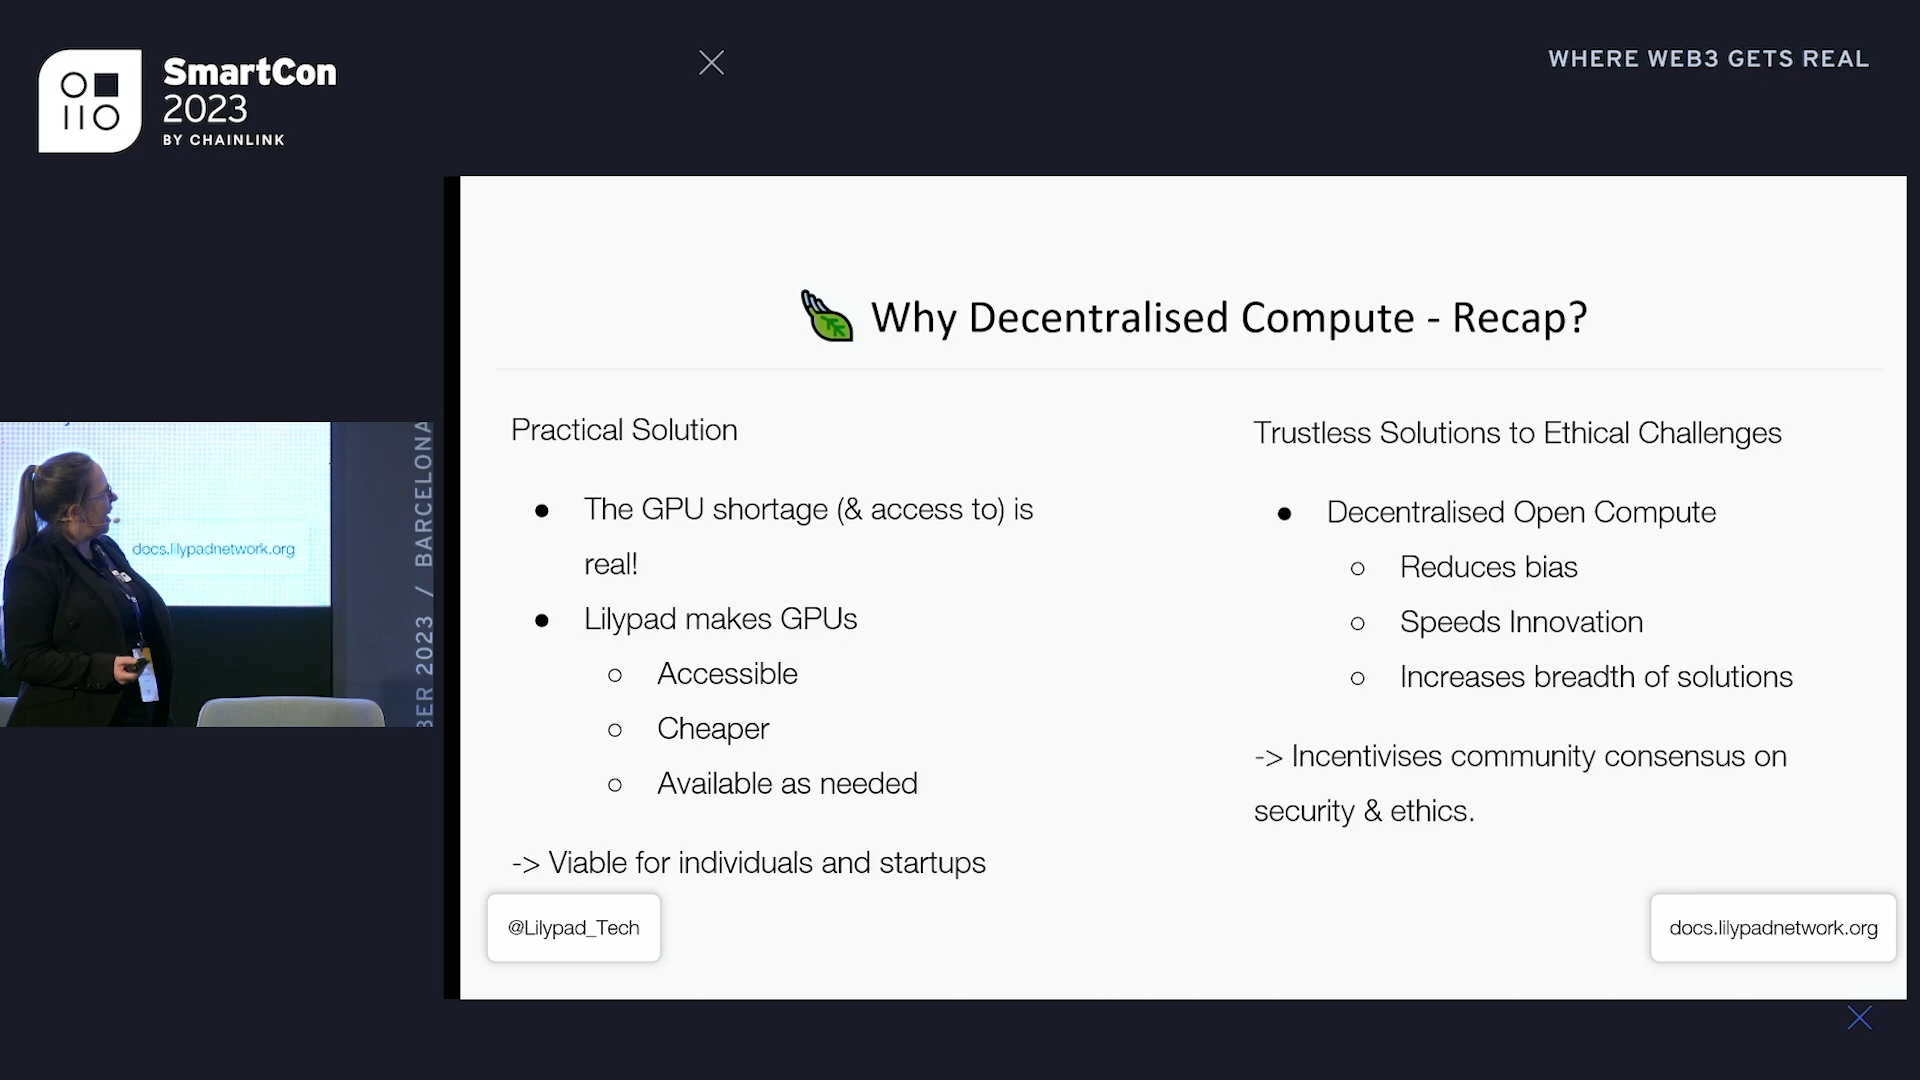 SmartCon
2023
BY CHAINLINK
WHERE WEB3 GETS REAL
Why Decentralised Compute - Recap?
Practical Solution
● The GPU shortage (& access to) is
real!
● Lilypad makes GPUs
○ Accessible
○ Cheaper
○ Available as needed
-> Viable for individuals and startups
@Lilypad_Tech
Trustless Solutions to Ethical Challenges
● Decentralised Open Compute
○ Reduces bias
○ Speeds Innovation
○ Increases breadth of solutions
-> Incentivises community consensus on
security & ethics.
docs.lilypadnetwork.org
docs.lilypadnetwork.org
BER 2023 / BARCELONA